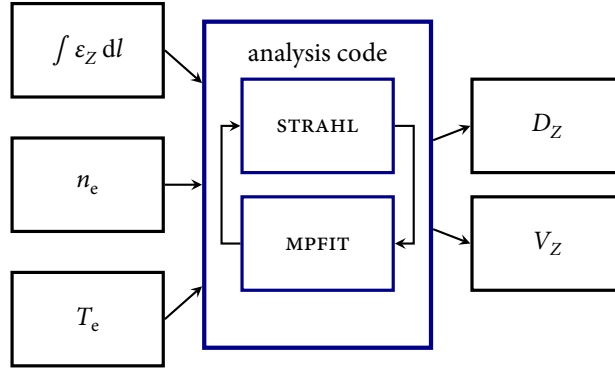 ∫ ε_Z dl
n_e
T_e
analysis code
STRAHL
MPFIT
D_Z
V_Z